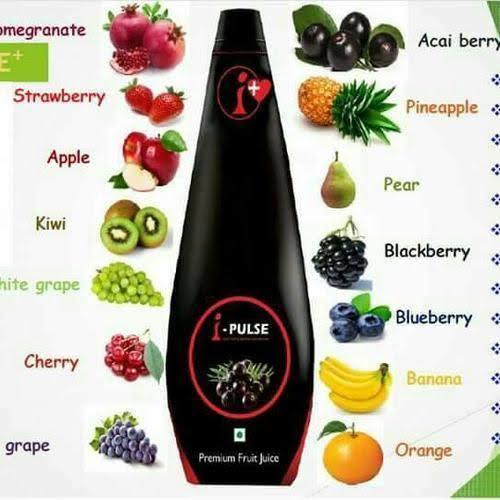 omegranate
E+
Strawberry
Apple
Kiwi
hite grape
Cherry
grape
i+
i-PULSE
Premium Fruit Juice
Acai berry
Pineapple
Pear
Blackberry
Blueberry
Banana
Orange